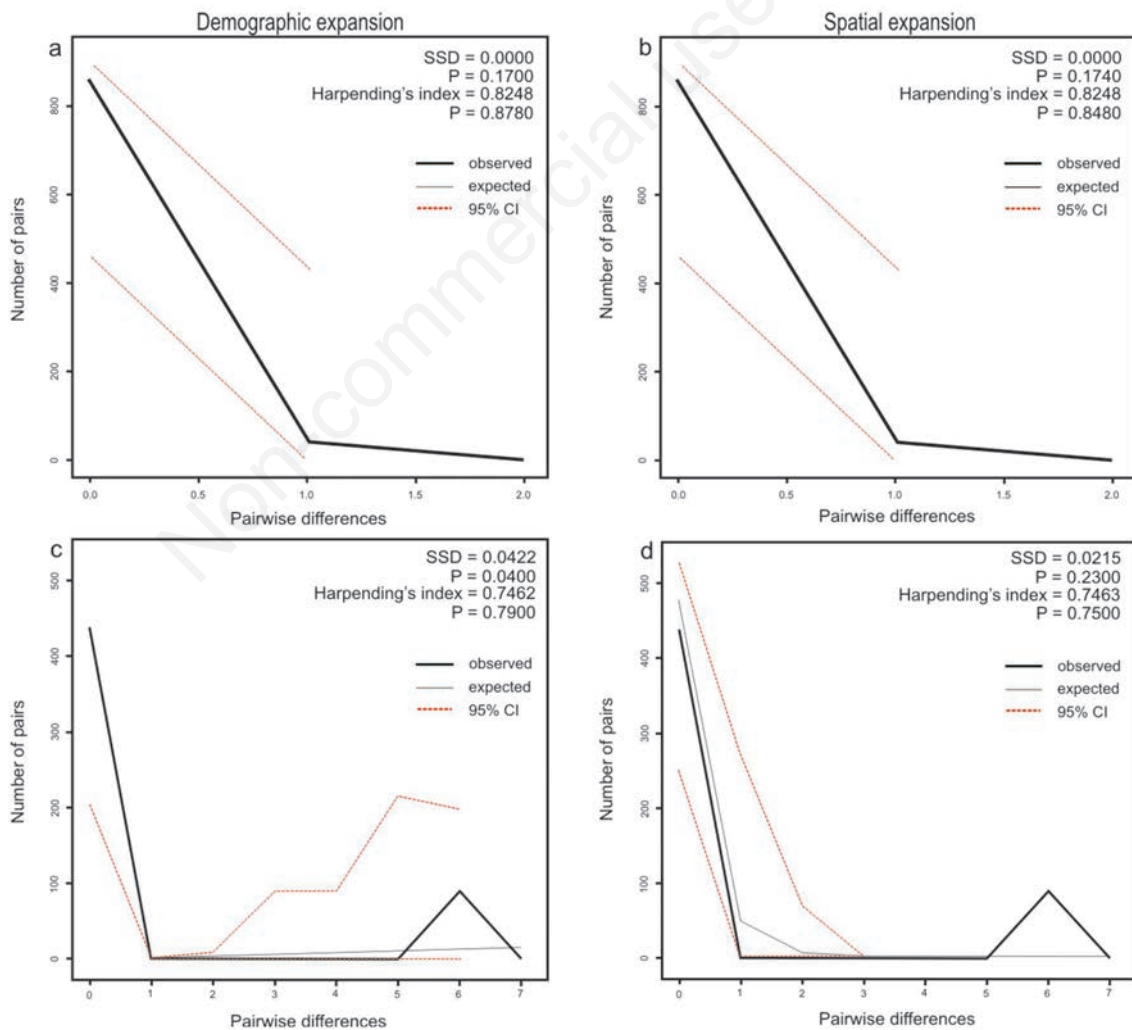 Demographic expansion
Spatial expansion
a
SSD = 0.0000
P = 0.1700
Harpending's index = 0.8248
P = 0.8780
observed
expected
95% CI
Number of pairs
800
600
400
200
0
0.0 0.5 1.0 1.5 2.0
Pairwise differences
b
SSD = 0.0000
P = 0.1740
Harpending's index = 0.8248
P = 0.8480
observed
expected
95% CI
Number of pairs
800
600
400
200
0
0.0 0.5 1.0 1.5 2.0
Pairwise differences
c
SSD = 0.0422
P = 0.0400
Harpending's index = 0.7462
P = 0.7900
observed
expected
95% CI
Number of pairs
500
400
300
200
100
0
0 1 2 3 4 5 6 7
Pairwise differences
d
SSD = 0.0215
P = 0.2300
Harpending's index = 0.7463
P = 0.7500
observed
expected
95% CI
Number of pairs
500
400
300
200
100
0
0 1 2 3 4 5 6 7
Pairwise differences
Non-commercial use